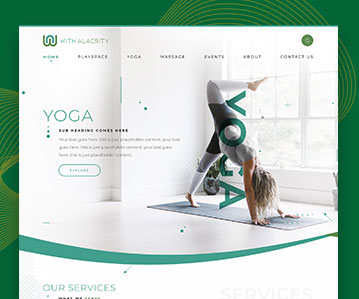 WITH ALACRITY
HOME PLAYSPACE YOGA MASSAGE EVENTS ABOUT CONTACT US
YOGA
SUB HEADING COMES HERE
Your text goes here, this is just placeholder content. your text
goes here, this is just placeholder content. your text goes
here, this is just placeholder content.
EXPLORE
YOGA
OUR SERVICES
SERVICES
WHAT WE